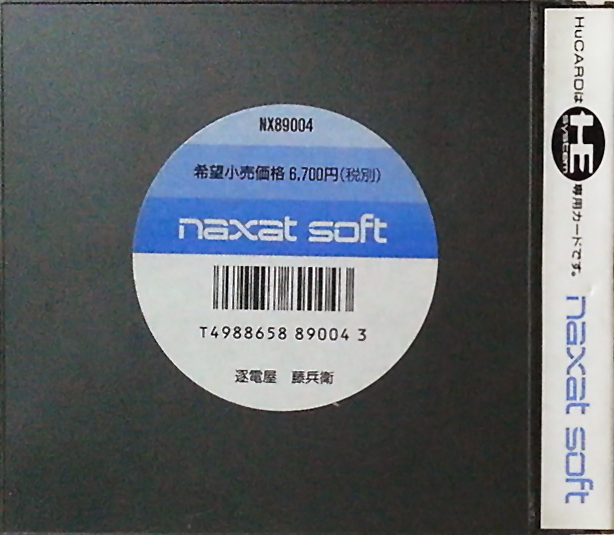 NX89004
希望小売価格 6,700円(税別)
naxat soft
T4988658 89004 3
逐電屋 藤兵衛
HuCARDは HE system 専用カードです。
naxat soft